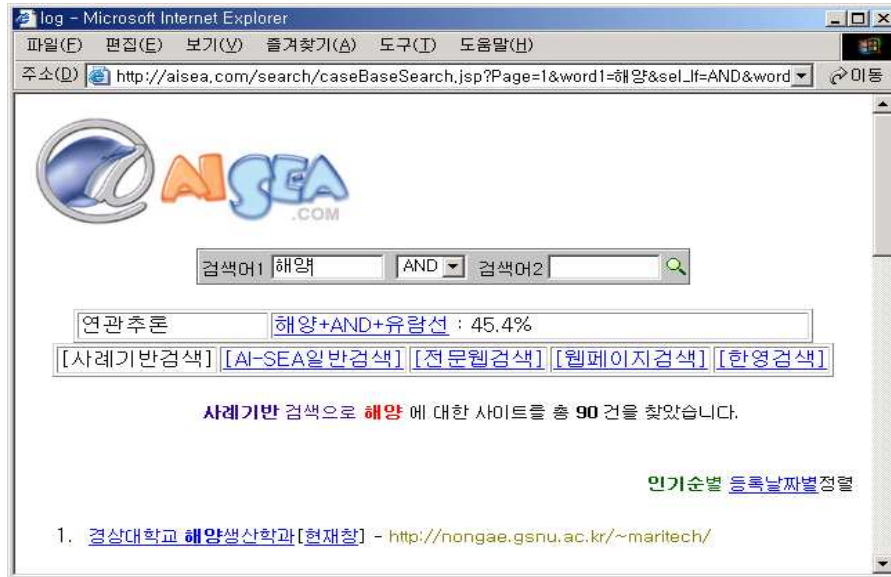 log - Microsoft Internet Explorer
파일(F) 편집(E) 보기(V) 즐겨찾기(A) 도구(T) 도움말(H)
주소(D) http://aisea.com/search/caseBaseSearch.jsp?Page=1&word1=해양&sel_lf=AND&word 이동
@ AISEA
.COM
검색어1 해양 AND 검색어2
연관추론 해양+AND+유람선 : 45.4%
[사례기반검색] [AI-SEA일반검색] [전문웹검색] [웹페이지검색] [한영검색]
사례기반 검색으로 해양 에 대한 사이트를 총 90 건을 찾았습니다.
인기순별 등록날짜별정렬
1. 경상대학교 해양생산학과[현재창] - http://nongae.gsnu.ac.kr/~maritech/